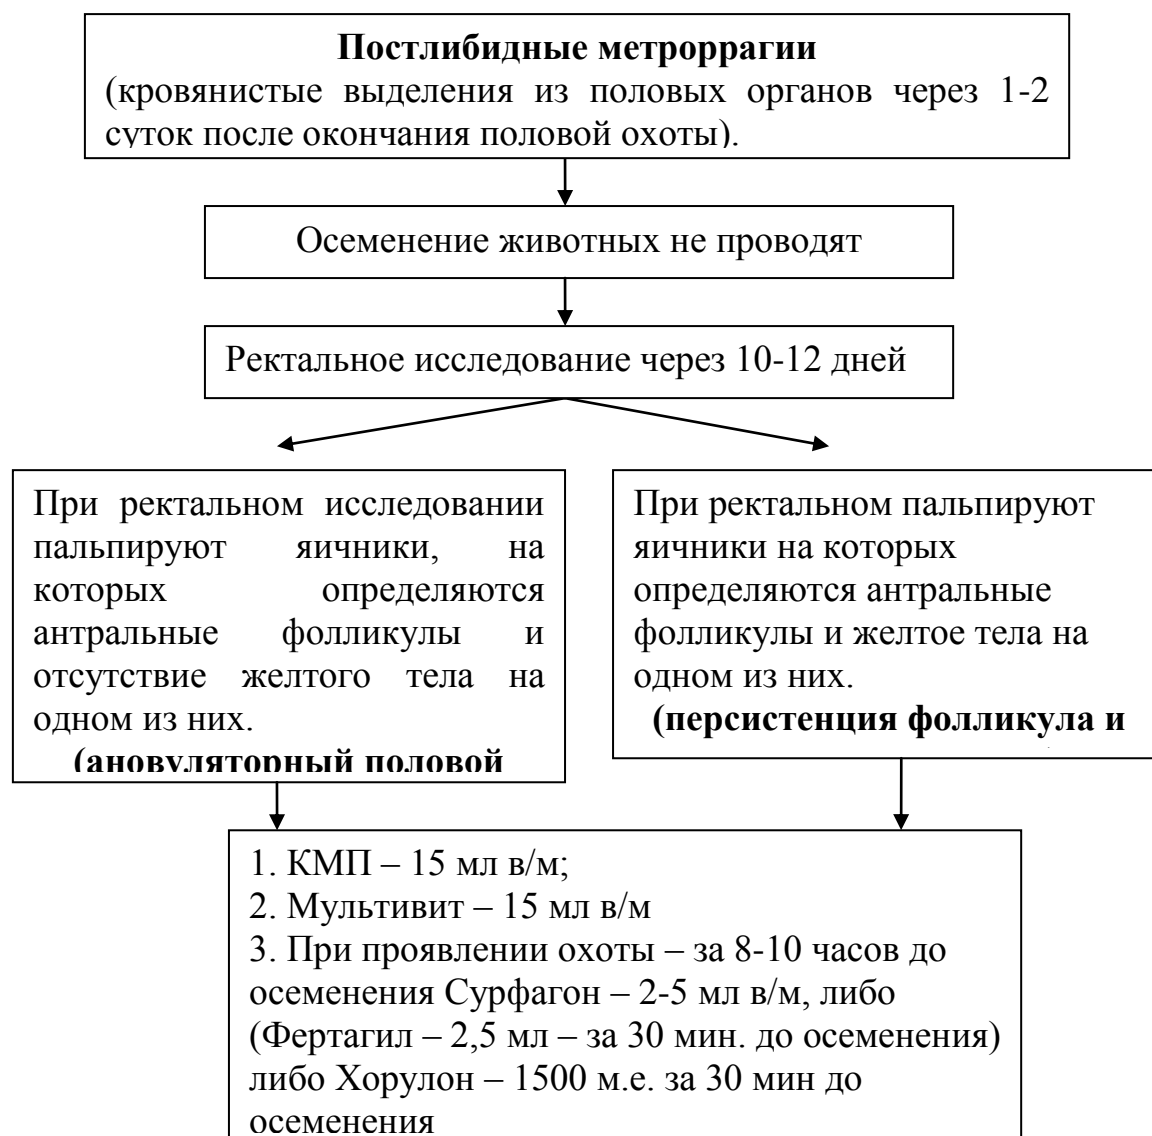 Постлибидные метроррагии
(кровянистые выделения из половых органов через 1-2
суток после окончания половой охоты).
Осеменение животных не проводят
Ректальное исследование через 10-12 дней
При ректальном исследовании
пальпируют яичники, на
которых определяются
антральные фолликулы и
отсутствие желтого тела на
одном из них.
(ановуляторный половой
При ректальном пальпируют
яичники на которых
определяются антральные
фолликулы и желтое тела на
одном из них.
(персистенция фолликула и
1. КМП – 15 мл в/м;
2. Мультивит – 15 мл в/м
3. При проявлении охоты – за 8-10 часов до
осеменения Сурфагон – 2-5 мл в/м, либо
(Фертагил – 2,5 мл – за 30 мин. до осеменения)
либо Хорулон – 1500 м.е. за 30 мин до
осеменения